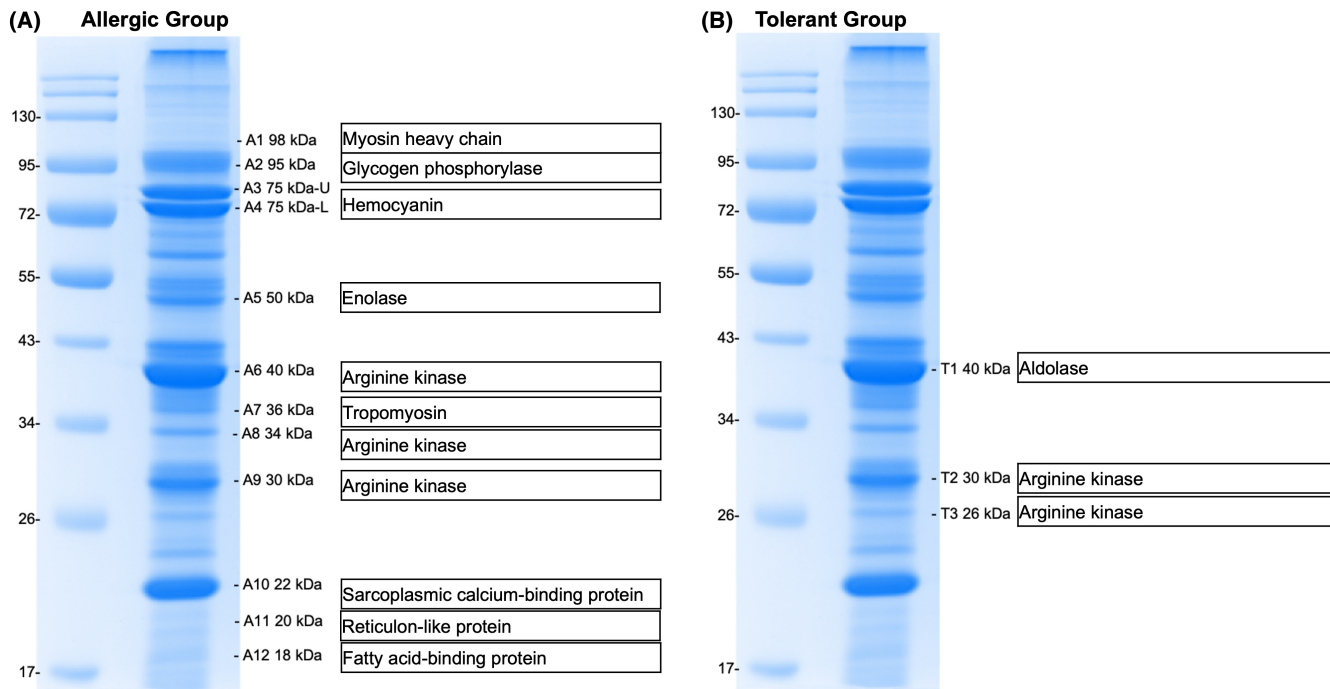 (A) Allergic Group
130-
95-
72-
55-
43-
34-
26-
17-
- A1 98 kDa Myosin heavy chain
- A2 95 kDa Glycogen phosphorylase
- A3 75 kDa-U
- A4 75 kDa-L Hemocyanin
- A5 50 kDa Enolase
- A6 40 kDa Arginine kinase
- A7 36 kDa Tropomyosin
- A8 34 kDa Arginine kinase
- A9 30 kDa Arginine kinase
- A10 22 kDa Sarcoplasmic calcium-binding protein
- A11 20 kDa Reticulon-like protein
- A12 18 kDa Fatty acid-binding protein
(B) Tolerant Group
130-
95-
72-
55-
43-
34-
26-
17-
- T1 40 kDa Aldolase
- T2 30 kDa Arginine kinase
- T3 26 kDa Arginine kinase